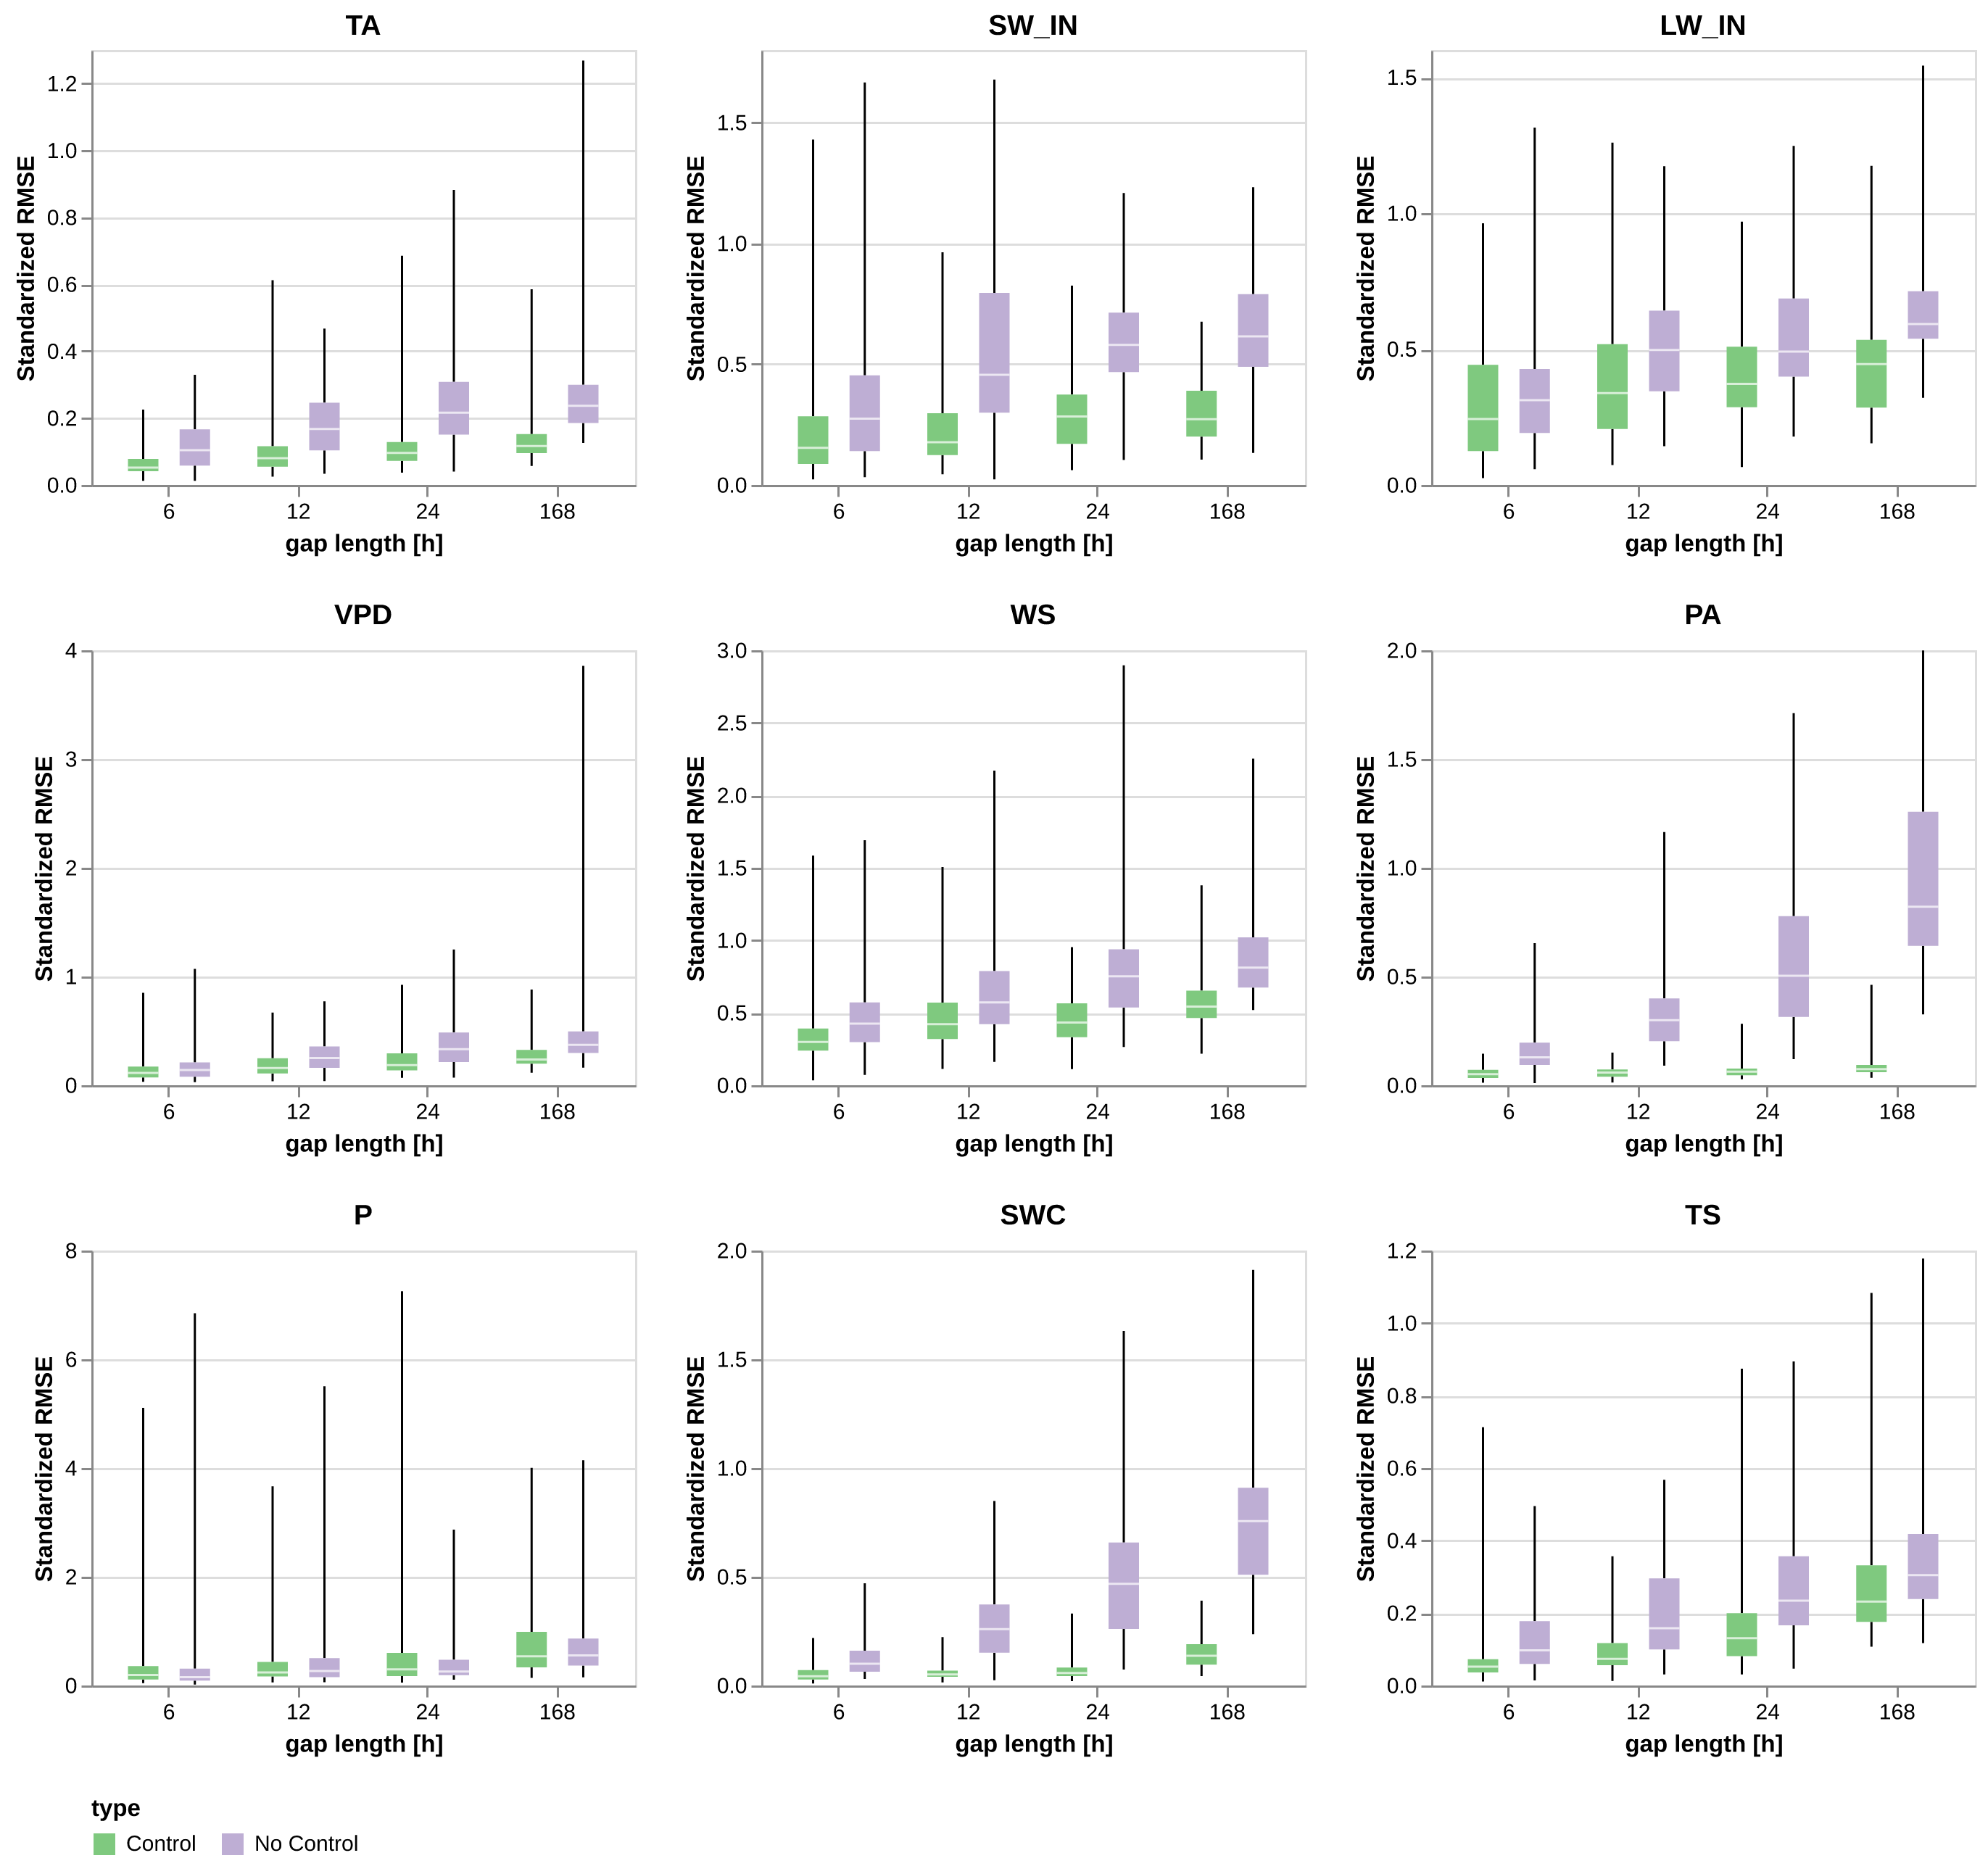 TA
1.2
1.0
0.8
0.6
0.4
0.2
0.0
Standardized RMSE
6 12 24 168
gap length [h]
SW_IN
1.5
1.0
0.5
0.0
Standardized RMSE
6 12 24 168
gap length [h]
LW_IN
1.5
1.0
0.5
0.0
Standardized RMSE
6 12 24 168
gap length [h]
VPD
4
3
2
1
0
Standardized RMSE
6 12 24 168
gap length [h]
WS
3.0
2.5
2.0
1.5
1.0
0.5
0.0
Standardized RMSE
6 12 24 168
gap length [h]
PA
2.0
1.5
1.0
0.5
0.0
Standardized RMSE
6 12 24 168
gap length [h]
P
8
6
4
2
0
Standardized RMSE
6 12 24 168
gap length [h]
SWC
2.0
1.5
1.0
0.5
0.0
Standardized RMSE
6 12 24 168
gap length [h]
TS
1.2
1.0
0.8
0.6
0.4
0.2
0.0
Standardized RMSE
6 12 24 168
gap length [h]
type
Control No Control